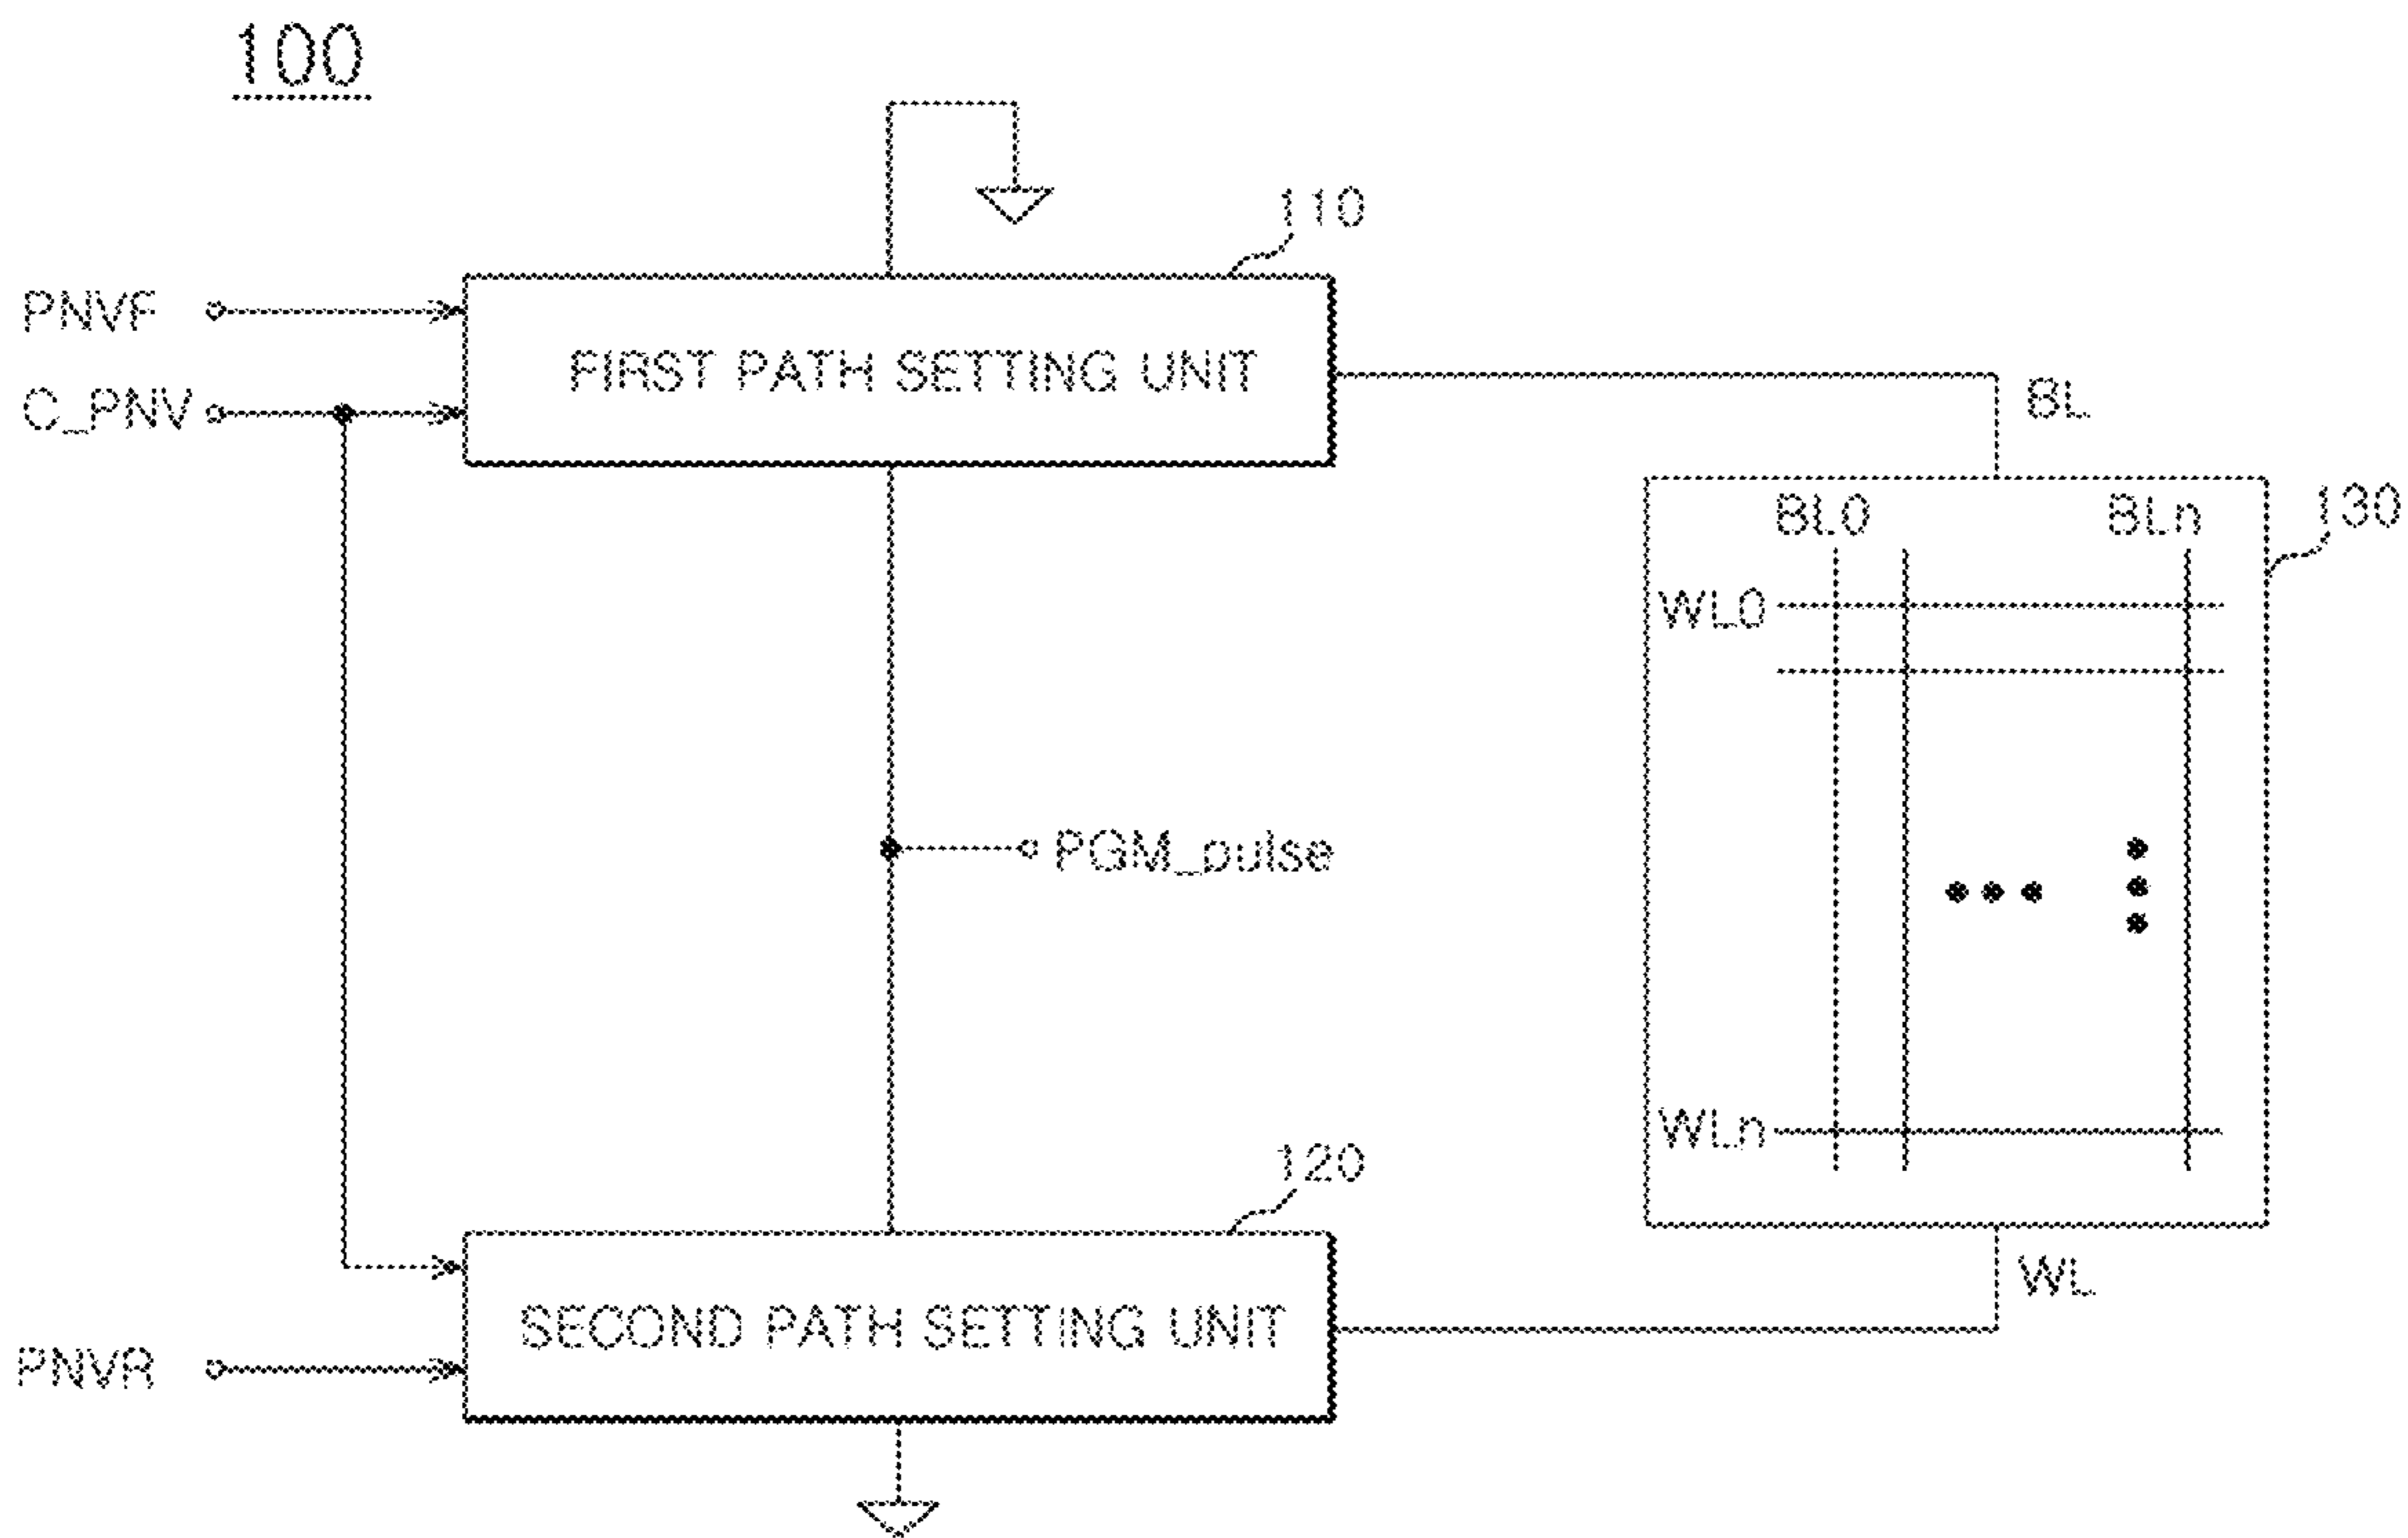 100
110
PNVF
FIRST PATH SETTING UNIT
C_PNV
BL
BL0 BLn
130
WL0
PGM_pulse
WLn
120
WL
SECOND PATH SETTING UNIT
PNVR